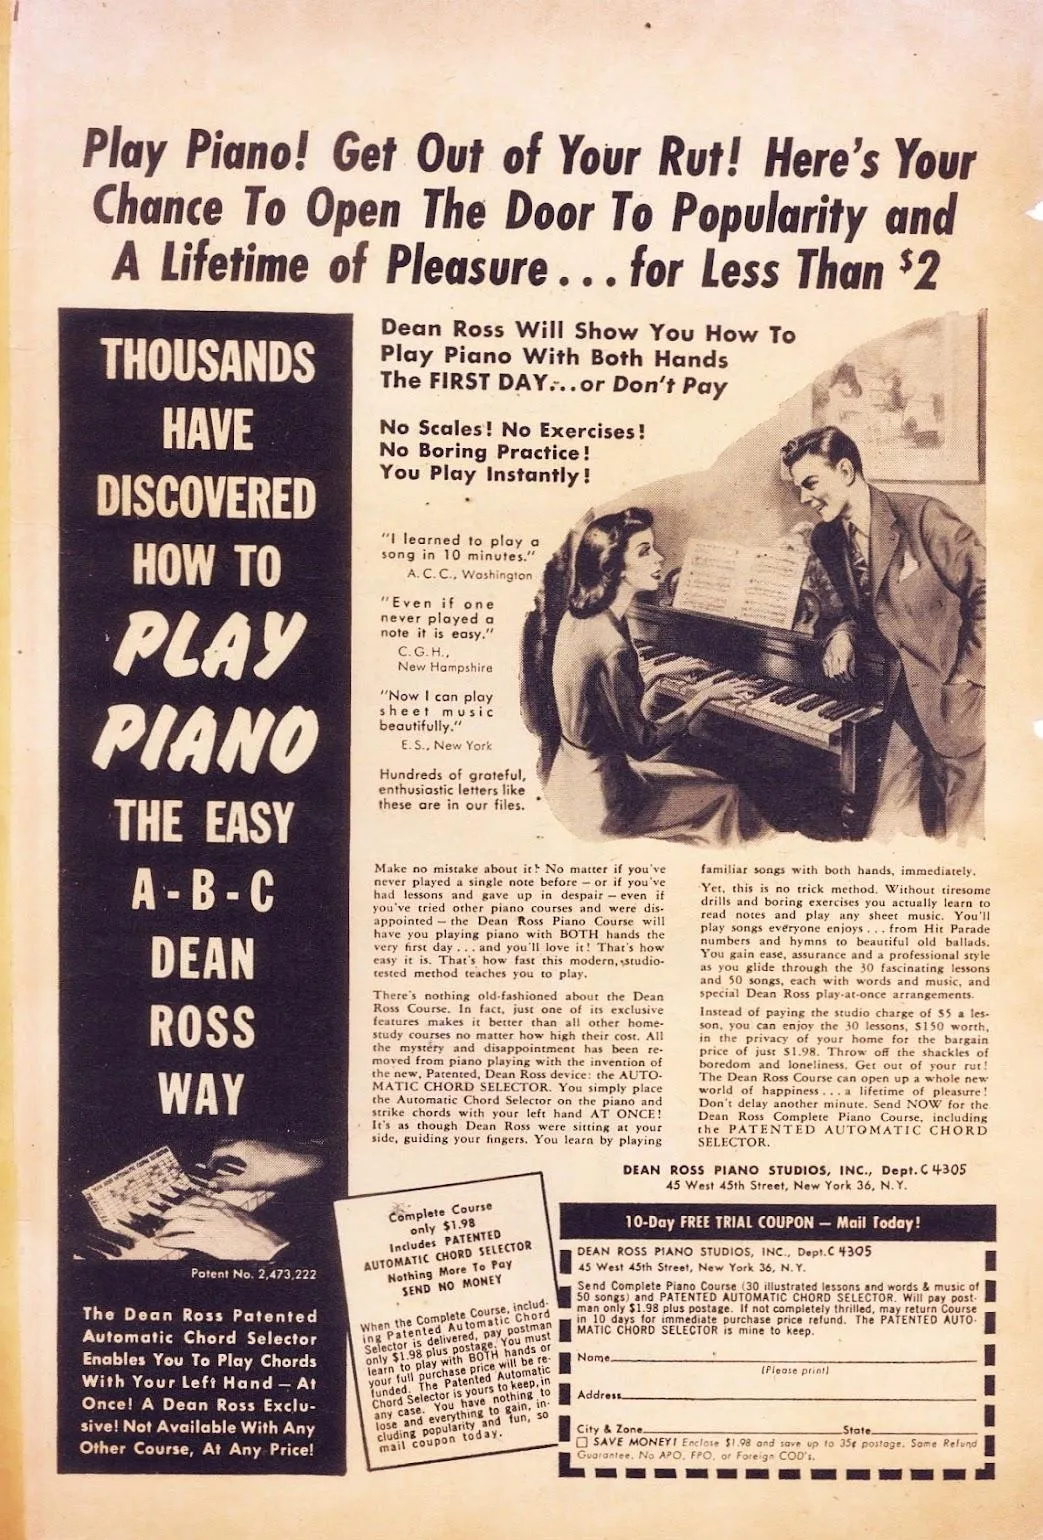 Play Piano! Get Out of Your Rut! Here's Your
Chance To Open The Door To Popularity and
A Lifetime of Pleasure... for Less Than $2
THOUSANDS
HAVE
DISCOVERED
HOW TO
PLAY
PIANO
THE EASY
A-B-C
DEAN
ROSS
WAY
Patent No. 2,473,222
The Dean Ross Patented
Automatic Chord Selector
Enables You To Play Chords
With Your Left Hand — At
Once! A Dean Ross Exclu-
sive! Not Available With Any
Other Course, At Any Price!
Dean Ross Will Show You How To
Play Piano With Both Hands
The FIRST DAY...or Don't Pay
No Scales! No Exercises!
No Boring Practice!
You Play Instantly!
"I learned to play a
song in 10 minutes."
A. C. C., Washington
"Even if one
never played a
note it is easy."
C. G. H.,
New Hampshire
"Now I can play
sheet music
beautifully."
E. S., New York
Hundreds of grateful,
enthusiastic letters like
these are in our files.
Make no mistake about it! No matter if you've
never played a single note before — or if you've
had lessons and gave up in despair — even if
you've tried other piano courses and were dis-
appointed — the Dean Ross Piano Course will
have you playing piano with BOTH hands the
very first day . . . and you'll love it! That's how
easy it is. That's how fast this modern, studio-
tested method teaches you to play.
There's nothing old-fashioned about the Dean
Ross Course. In fact, just one of its exclusive
features makes it better than all other home-
study courses no matter how high their cost. All
the mystery and disappointment has been re-
moved from piano playing with the invention of
the new, Patented, Dean Ross device: the AUTO-
MATIC CHORD SELECTOR. You simply place
the Automatic Chord Selector on the piano and
strike chords with your left hand AT ONCE!
It's as though Dean Ross were sitting at your
side, guiding your fingers. You learn by playing
familiar songs with both hands, immediately.
Yet, this is no trick method. Without tiresome
drills and boring exercises you actually learn to
read notes and play any sheet music. You'll
play songs everyone enjoys . . . from Hit Parade
numbers and hymns to beautiful old ballads.
You gain ease, assurance and a professional style
as you glide through the 30 fascinating lessons
and 50 songs, each with words and music, and
special Dean Ross play-at-once arrangements.
Instead of paying the studio charge of $5 a les-
son, you can enjoy the 30 lessons, $150 worth,
in the privacy of your home for the bargain
price of just $1.98. Throw off the shackles of
boredom and loneliness. Get out of your rut!
The Dean Ross Course can open up a whole new
world of happiness . . . a lifetime of pleasure!
Don't delay another minute. Send NOW for the
Dean Ross Complete Piano Course, including
the PATENTED AUTOMATIC CHORD
SELECTOR.
DEAN ROSS PIANO STUDIOS, INC., Dept. C 4305
45 West 45th Street, New York 36, N. Y.
Complete Course
only $1.98
Includes PATENTED
AUTOMATIC CHORD SELECTOR
Nothing More To Pay
SEND NO MONEY
When the Complete Course, includ-
ing Patented Automatic Chord
Selector is delivered, pay postman
only $1.98 plus postage. You must
learn to play with BOTH hands or
your full purchase price will be re-
funded. The Patented Automatic
Chord Selector is yours to keep, in
any case. You have nothing to
lose and everything to gain, in-
cluding popularity and fun, so
mail coupon today.
10-Day FREE TRIAL COUPON — Mail Today!
DEAN ROSS PIANO STUDIOS, INC., Dept. C 4305
45 West 45th Street, New York 36, N. Y.
Send Complete Piano Course (30 illustrated lessons and words & music of
50 songs) and PATENTED AUTOMATIC CHORD SELECTOR. Will pay post-
man only $1.98 plus postage. If not completely thrilled, may return Course
in 10 days for immediate purchase price refund. The PATENTED AUTO-
MATIC CHORD SELECTOR is mine to keep.
Name
(Please print)
Address
City & Zone State
SAVE MONEY! Enclose $1.98 and save up to 35¢ postage. Same Refund
Guarantee. No APO, FPO, or Foreign COD's.